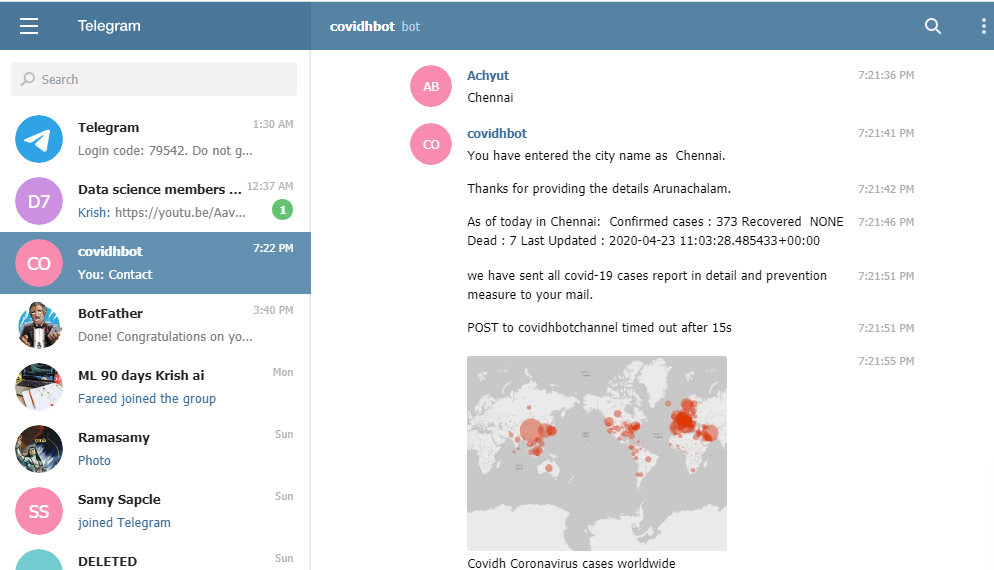 Telegram
covidhbot bot
Search
Telegram 1:30 AM
Login code: 79542. Do not g...
D7
Data science members ... 12:37 AM
Krish: https://youtu.be/Aav... 1
CO
covidhbot 7:22 PM
You: Contact
BotFather 3:40 PM
Done! Congratulations on yo...
ML 90 days Krish ai Mon
Fareed joined the group
Ramasamy Sun
Photo
SS
Samy Sapcle Sun
joined Telegram
DELETED Sun
AB
Achyut 7:21:36 PM
Chennai
CO
covidhbot 7:21:41 PM
You have entered the city name as  Chennai.
Thanks for providing the details Arunachalam. 7:21:42 PM
As of today in Chennai:  Confirmed cases : 373 Recovered  NONE 7:21:46 PM
Dead : 7 Last Updated : 2020-04-23 11:03:28.485433+00:00
we have sent all covid-19 cases report in detail and prevention 7:21:51 PM
measure to your mail.
POST to covidhbotchannel timed out after 15s 7:21:51 PM
7:21:55 PM
Covidh Coronavirus cases worldwide